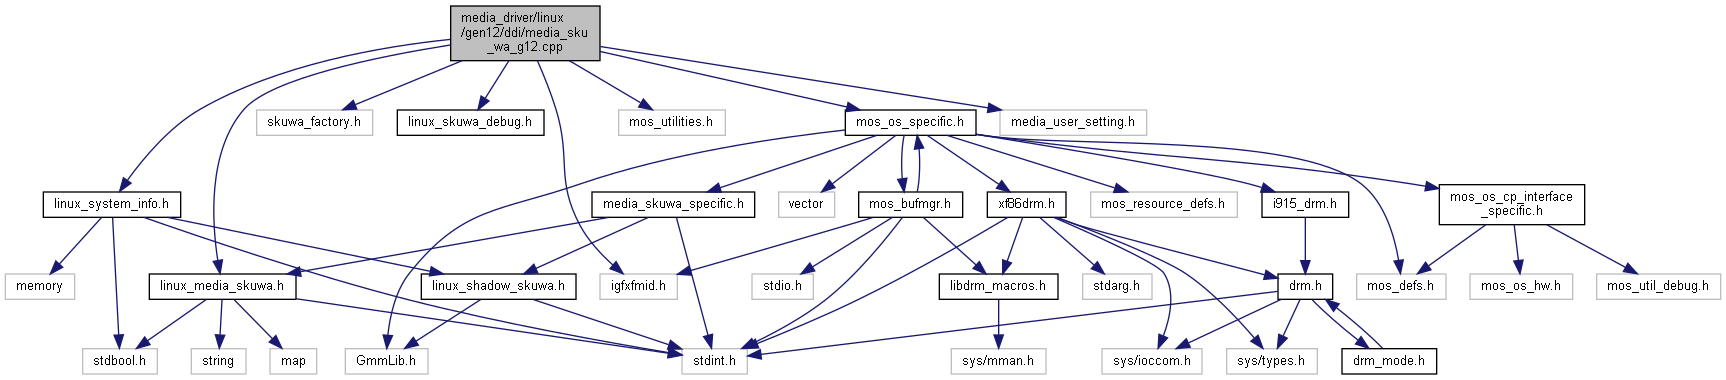 media_driver/linux
/gen12/ddi/media_sku
_wa_g12.cpp
skuwa_factory.h
linux_skuwa_debug.h
mos_utilities.h
mos_os_specific.h
media_user_setting.h
linux_system_info.h
media_skuwa_specific.h
vector
mos_bufmgr.h
xf86drm.h
mos_resource_defs.h
i915_drm.h
mos_os_cp_interface
_specific.h
memory
linux_media_skuwa.h
linux_shadow_skuwa.h
igfxfmid.h
stdio.h
libdrm_macros.h
stdarg.h
drm.h
mos_defs.h
mos_os_hw.h
mos_util_debug.h
stdbool.h
string
map
GmmLib.h
stdint.h
sys/mman.h
sys/ioccom.h
sys/types.h
drm_mode.h